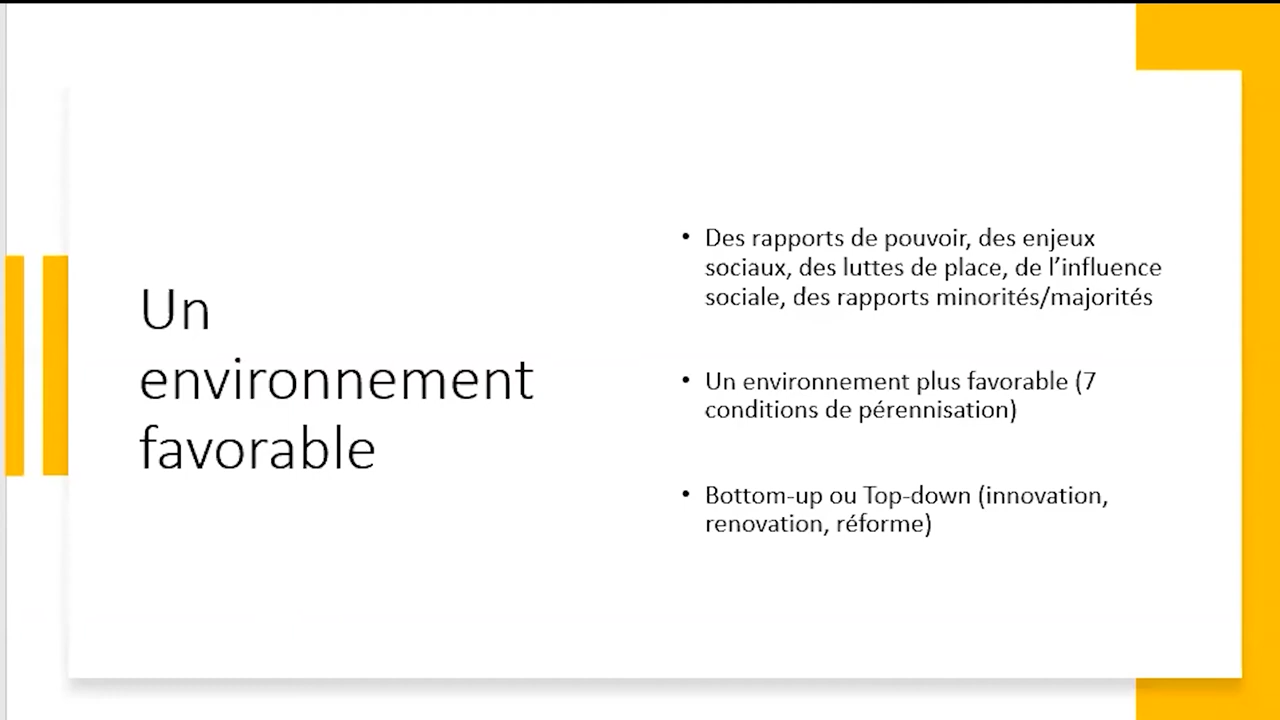 Un
environnement
favorable
• Des rapports de pouvoir, des enjeux
sociaux, des luttes de place, de l’influence
sociale, des rapports minorités/majorités
• Un environnement plus favorable (7
conditions de pérennisation)
• Bottom-up ou Top-down (innovation,
renovation, réforme)